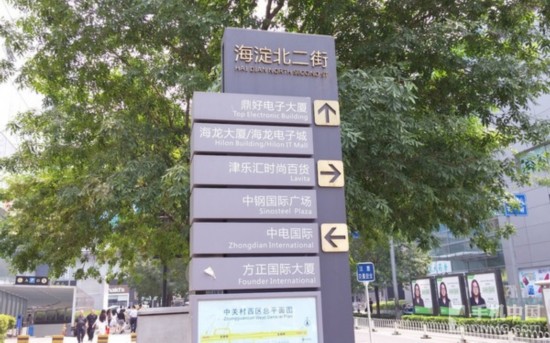 海淀北二街
HAI DIAN NORTH SECOND ST
鼎好电子大厦
Top Electronic Building
海龙大厦/海龙电子城
Hilon Building/Hilon IT Mall
津乐汇时尚百货
Savite
中钢国际广场
Sinosteel Plaza
中电国际
Zhongdian International
方正国际大厦
Founder International
中关村西区总平面图